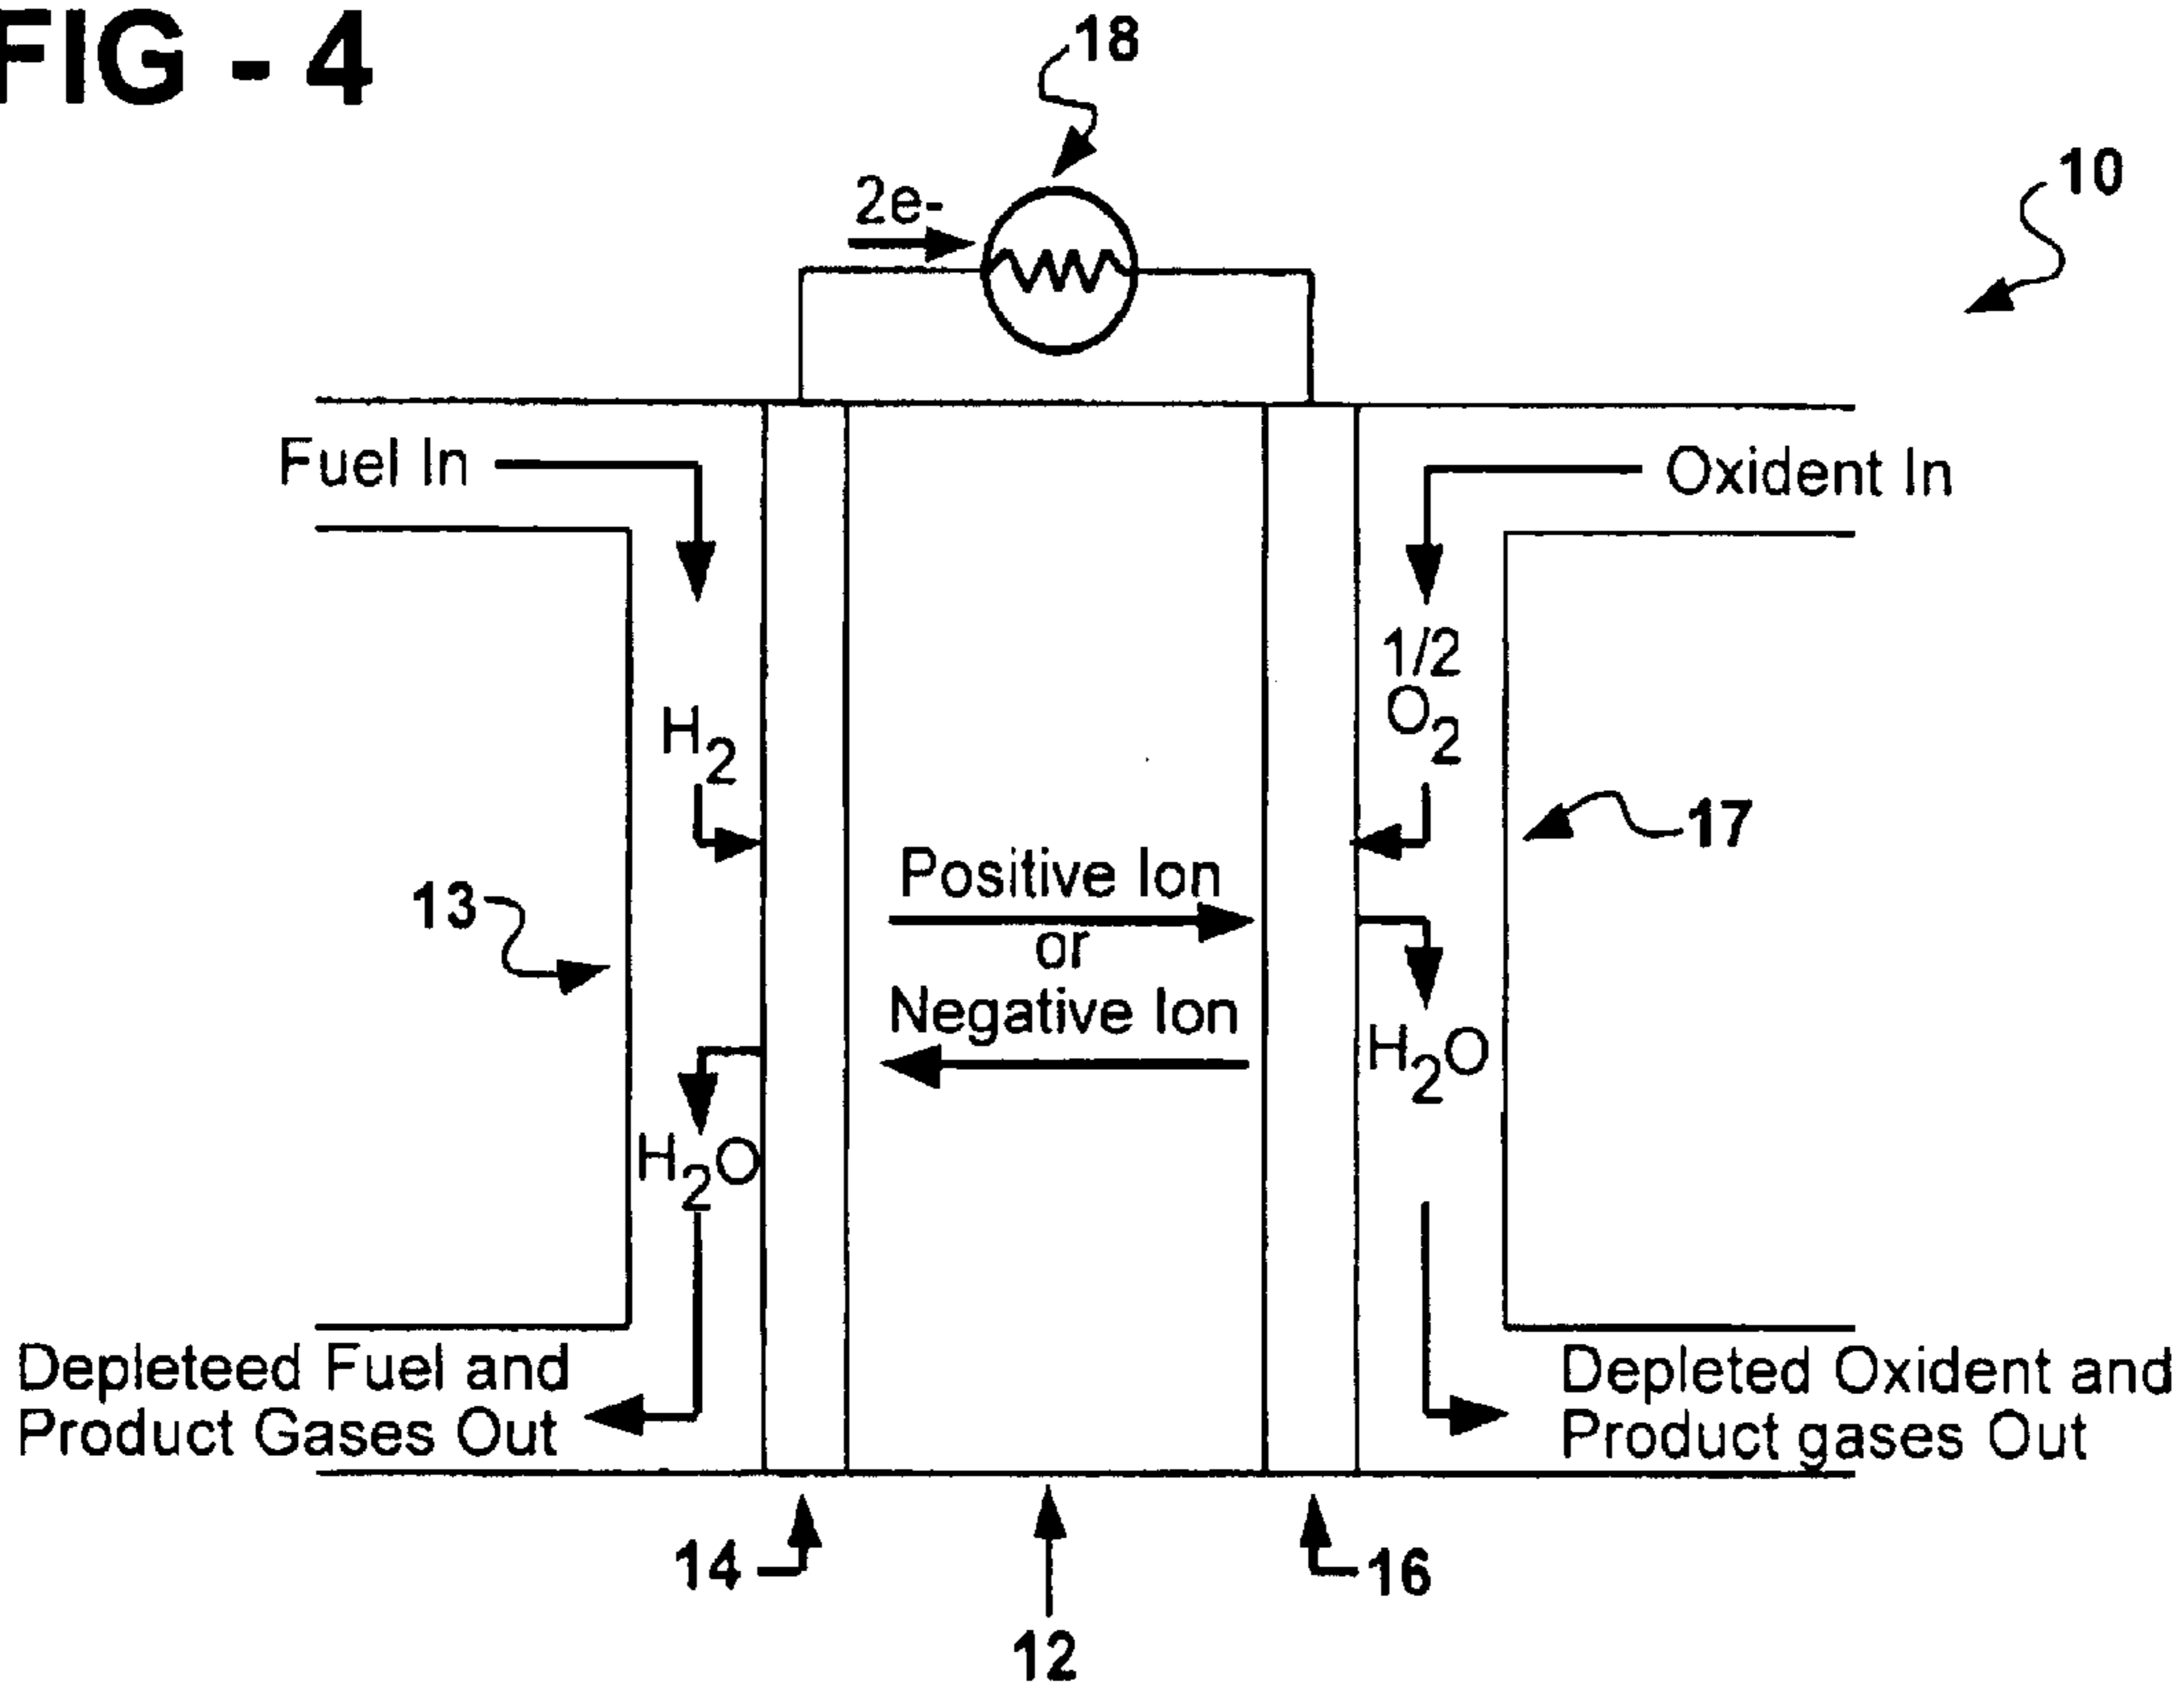 FIG - 4
18
10
2e-
Fuel In
Oxident In
1/2
O2
H2
17
Positive Ion
13
or
Negative Ion
H2O
H2O
Depleteed Fuel and
Product Gases Out
Depleted Oxident and
Product gases Out
14
16
12